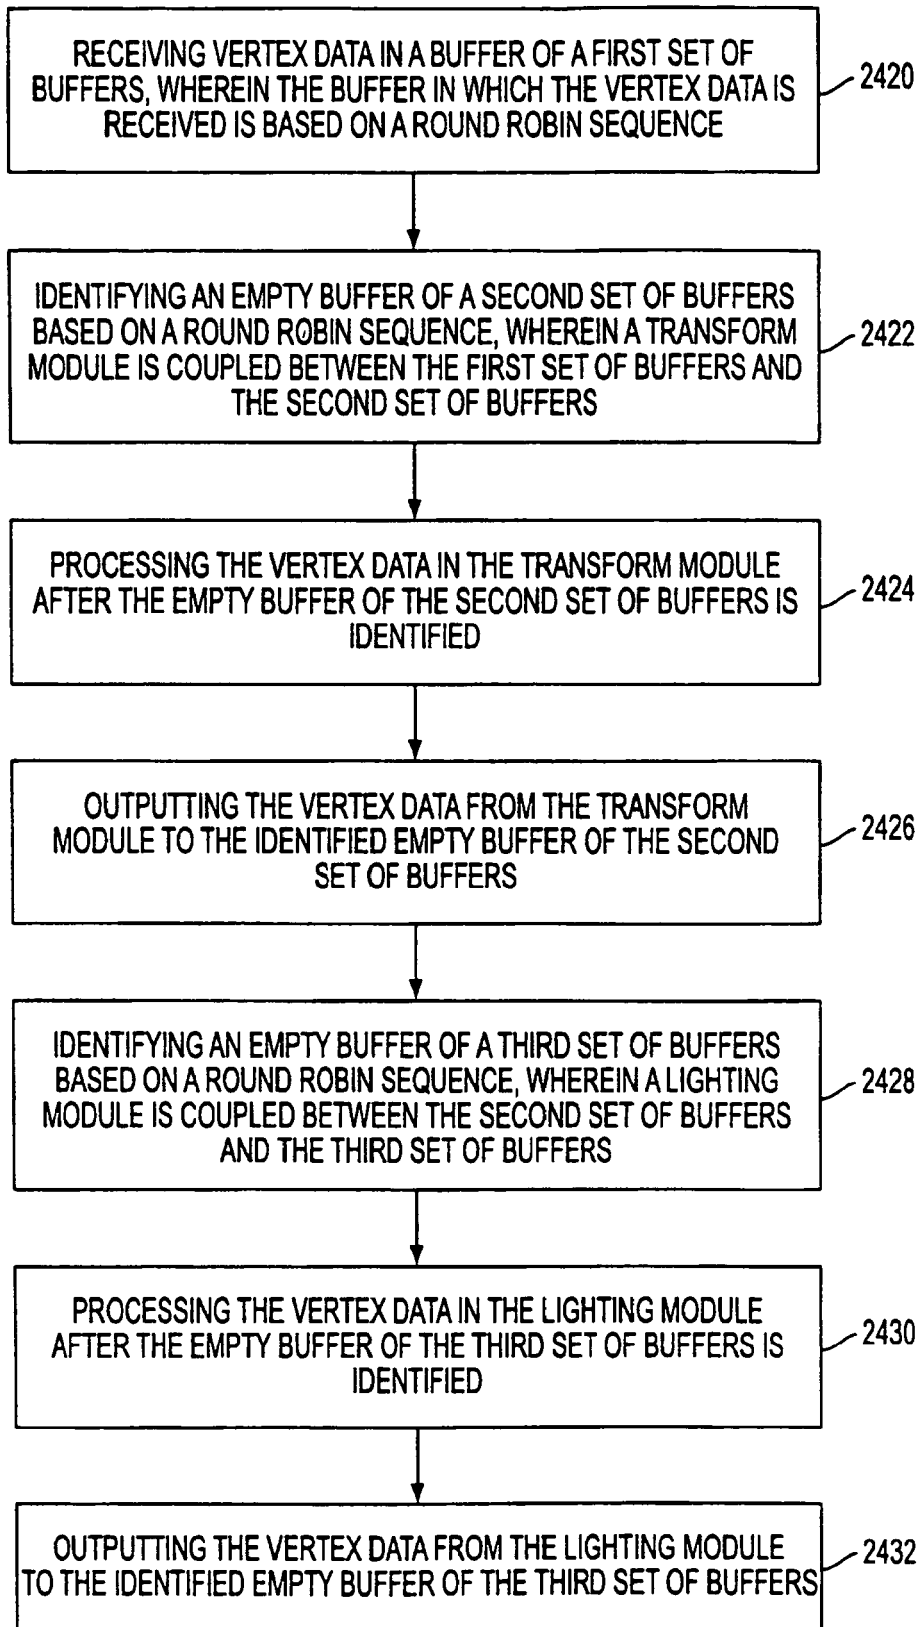 RECEIVING VERTEX DATA IN A BUFFER OF A FIRST SET OF
BUFFERS, WHEREIN THE BUFFER IN WHICH THE VERTEX DATA IS
RECEIVED IS BASED ON A ROUND ROBIN SEQUENCE
2420
IDENTIFYING AN EMPTY BUFFER OF A SECOND SET OF BUFFERS
BASED ON A ROUND ROBIN SEQUENCE, WHEREIN A TRANSFORM
MODULE IS COUPLED BETWEEN THE FIRST SET OF BUFFERS AND
THE SECOND SET OF BUFFERS
2422
PROCESSING THE VERTEX DATA IN THE TRANSFORM MODULE
AFTER THE EMPTY BUFFER OF THE SECOND SET OF BUFFERS IS
IDENTIFIED
2424
OUTPUTTING THE VERTEX DATA FROM THE TRANSFORM
MODULE TO THE IDENTIFIED EMPTY BUFFER OF THE SECOND
SET OF BUFFERS
2426
IDENTIFYING AN EMPTY BUFFER OF A THIRD SET OF BUFFERS
BASED ON A ROUND ROBIN SEQUENCE, WHEREIN A LIGHTING
MODULE IS COUPLED BETWEEN THE SECOND SET OF BUFFERS
AND THE THIRD SET OF BUFFERS
2428
PROCESSING THE VERTEX DATA IN THE LIGHTING MODULE
AFTER THE EMPTY BUFFER OF THE THIRD SET OF BUFFERS IS
IDENTIFIED
2430
OUTPUTTING THE VERTEX DATA FROM THE LIGHTING MODULE
TO THE IDENTIFIED EMPTY BUFFER OF THE THIRD SET OF BUFFERS
2432